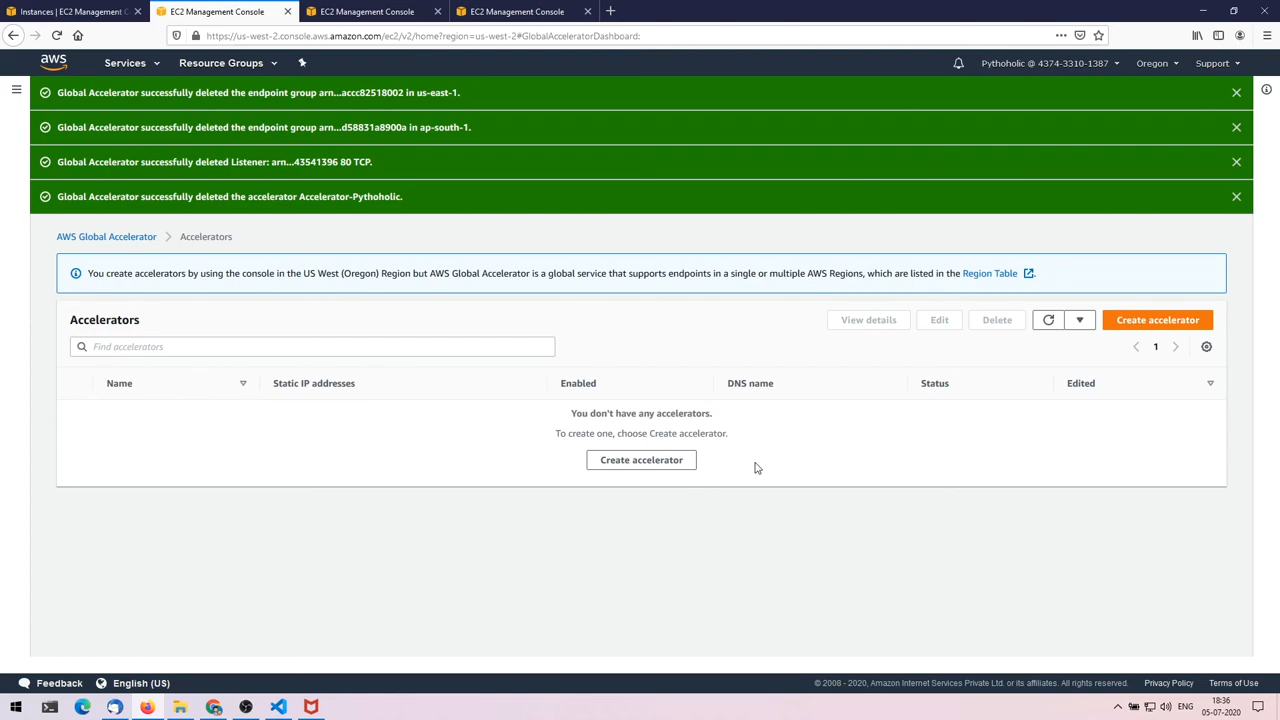 Instances | EC2 Management C
EC2 Management Console
EC2 Management Console
EC2 Management Console
https://us-west-2.console.aws.amazon.com/ec2/v2/home?region=us-west-2#GlobalAcceleratorDashboard:
aws
Services
Resource Groups
Pythoholic @ 4374-3310-1387
Oregon
Support
Global Accelerator successfully deleted the endpoint group arn...accc82518002 in us-east-1.
Global Accelerator successfully deleted the endpoint group arn...d58831a8900a in ap-south-1.
Global Accelerator successfully deleted Listener: arn...43541396 80 TCP.
Global Accelerator successfully deleted the accelerator Accelerator-Pythoholic.
AWS Global Accelerator
Accelerators
You create accelerators by using the console in the US West (Oregon) Region but AWS Global Accelerator is a global service that supports endpoints in a single or multiple AWS Regions, which are listed in the Region Table.
Accelerators
View details
Edit
Delete
Create accelerator
Find accelerators
1
Name
Static IP addresses
Enabled
DNS name
Status
Edited
You don't have any accelerators.
To create one, choose Create accelerator.
Create accelerator
Feedback
English (US)
© 2008 - 2020, Amazon Internet Services Private Ltd. or its affiliates. All rights reserved.
Privacy Policy
Terms of Use
ENG
18:36
05-07-2020